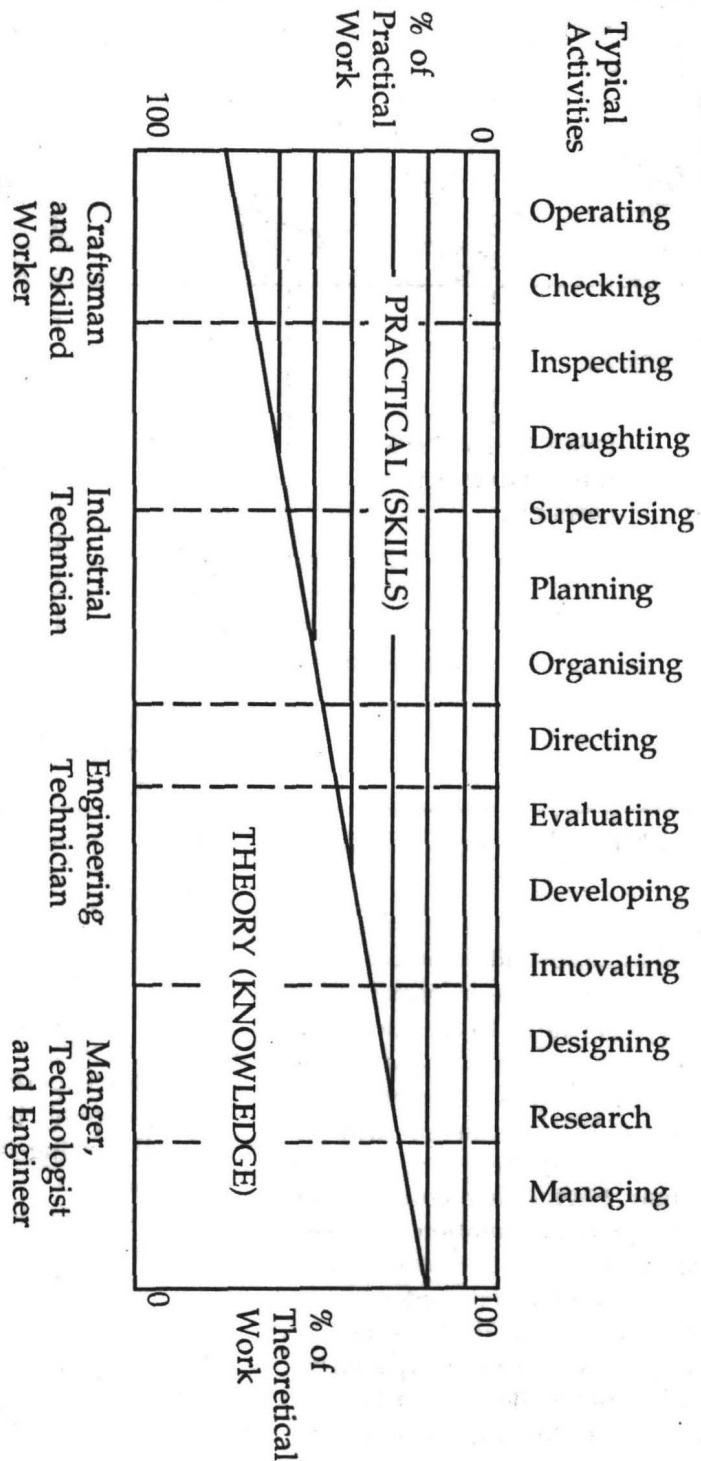 Typical
Activities
Operating
Checking
Inspecting
Draughting
Supervising
Planning
Organising
Directing
Evaluating
Developing
Innovating
Designing
Research
Managing
% of
Practical
Work
0
100
PRACTICAL (SKILLS)
THEORY (KNOWLEDGE)
100
0
% of
Theoretical
Work
Craftsman
and Skilled
Worker
Industrial
Technician
Engineering
Technician
Manger,
Technologist
and Engineer